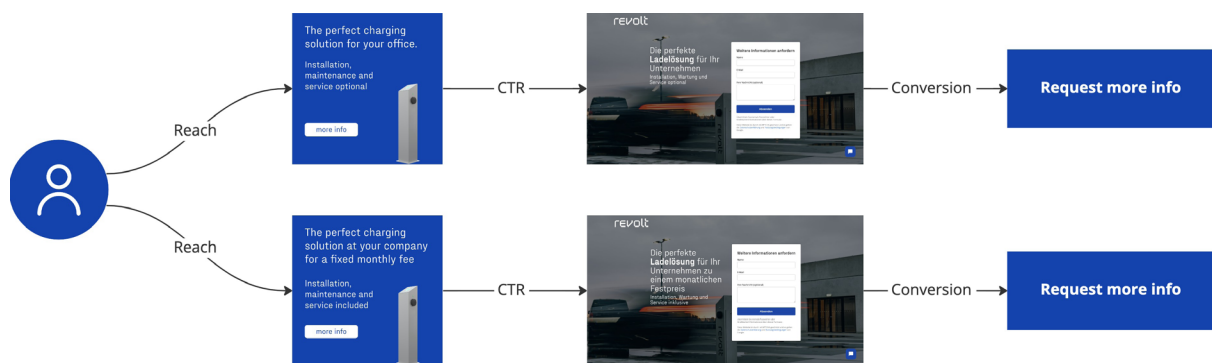 The perfect charging
solution for your office.
Installation,
maintenance and
service optional
more info
Reach
CTR
revolt
Die perfekte
Ladelösung für Ihr
Unternehmen
Installation, Wartung und
Service optional
Weitere Informationen anfordern
Conversion
Request more info
The perfect charging
solution at your company
for a fixed monthly fee
Installation,
maintenance and
service included
more info
Reach
CTR
revolt
Die perfekte
Ladelösung für Ihr
Unternehmen zu
einem monatlichen
Festpreis
Installation, Wartung und
Service inklusive
Weitere Informationen anfordern
Conversion
Request more info